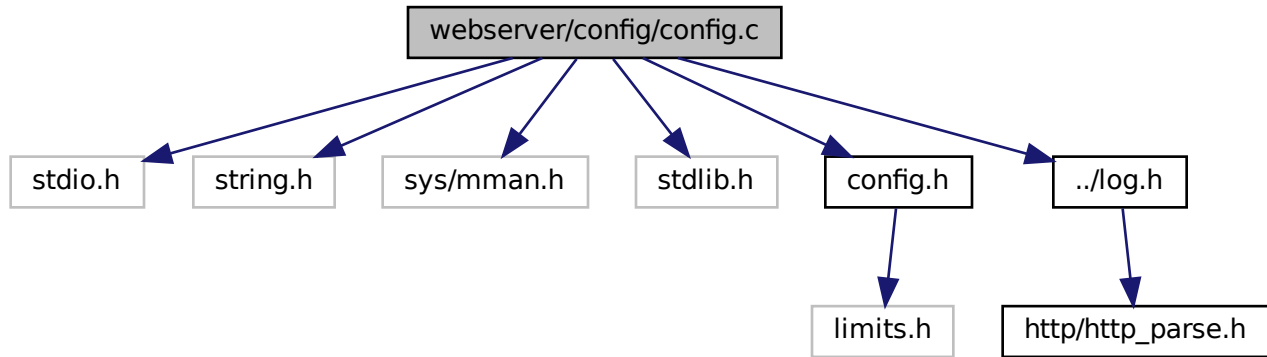 webserver/config/config.c
stdio.h
string.h
sys/mman.h
stdlib.h
config.h
../log.h
limits.h
http/http_parse.h